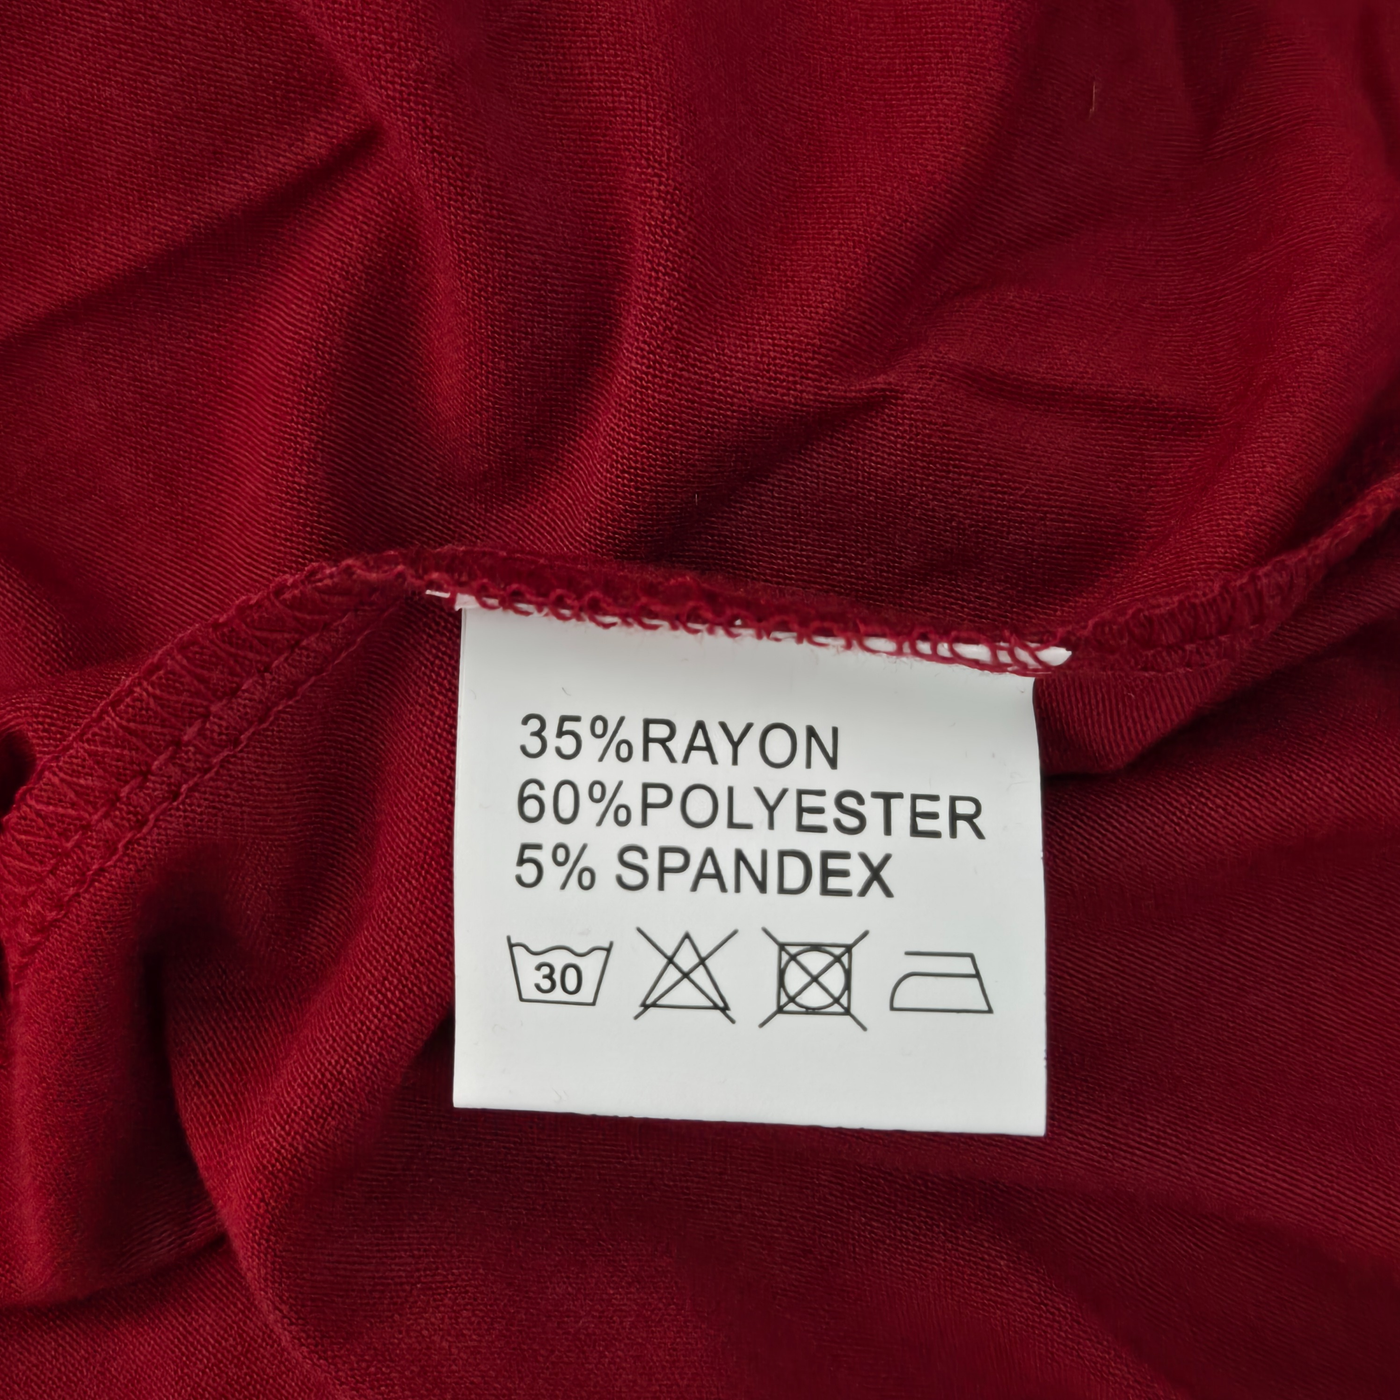 35%RAYON
60%POLYESTER
5% SPANDEX
30